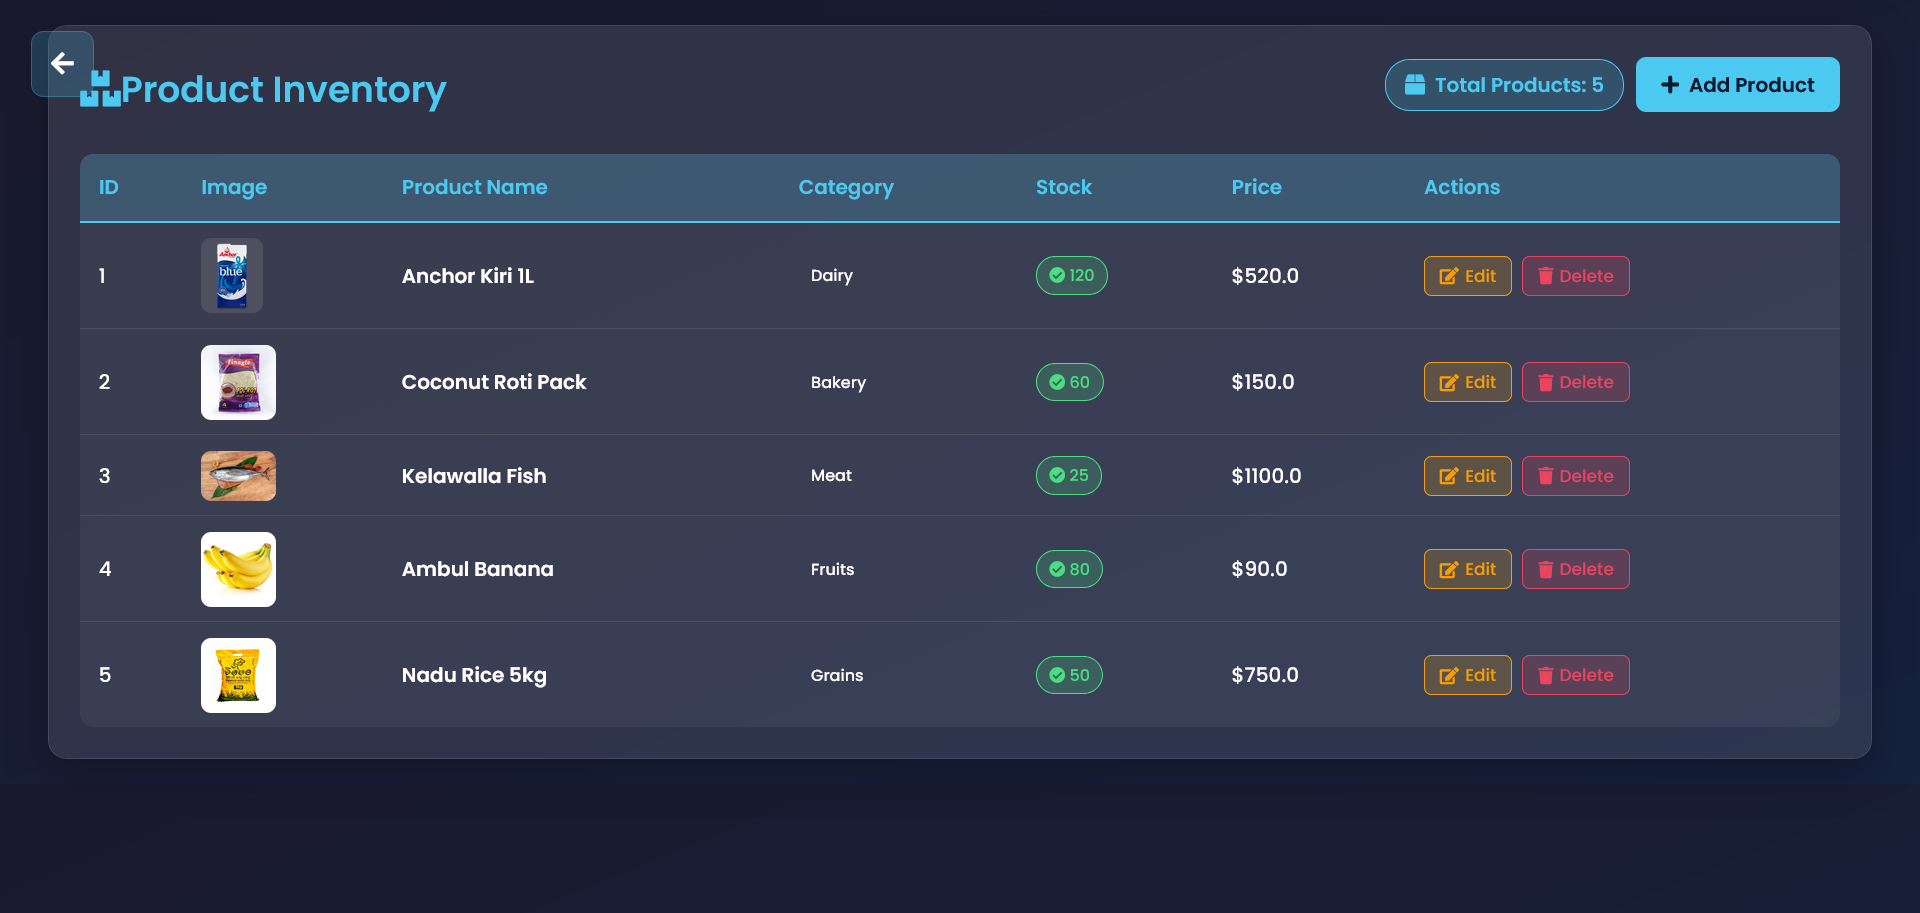 Product Inventory
Total Products: 5
Add Product
ID Image Product Name Category Stock Price Actions
1 Anchor blue Anchor Kiri 1L Dairy 120 $520.0 Edit Delete
2 Finagle Coconut Roti Pack Bakery 60 $150.0 Edit Delete
3 Kelawalla Fish Meat 25 $1100.0 Edit Delete
4 Ambul Banana Fruits 80 $90.0 Edit Delete
5 Nadu Rice 5kg Grains 50 $750.0 Edit Delete